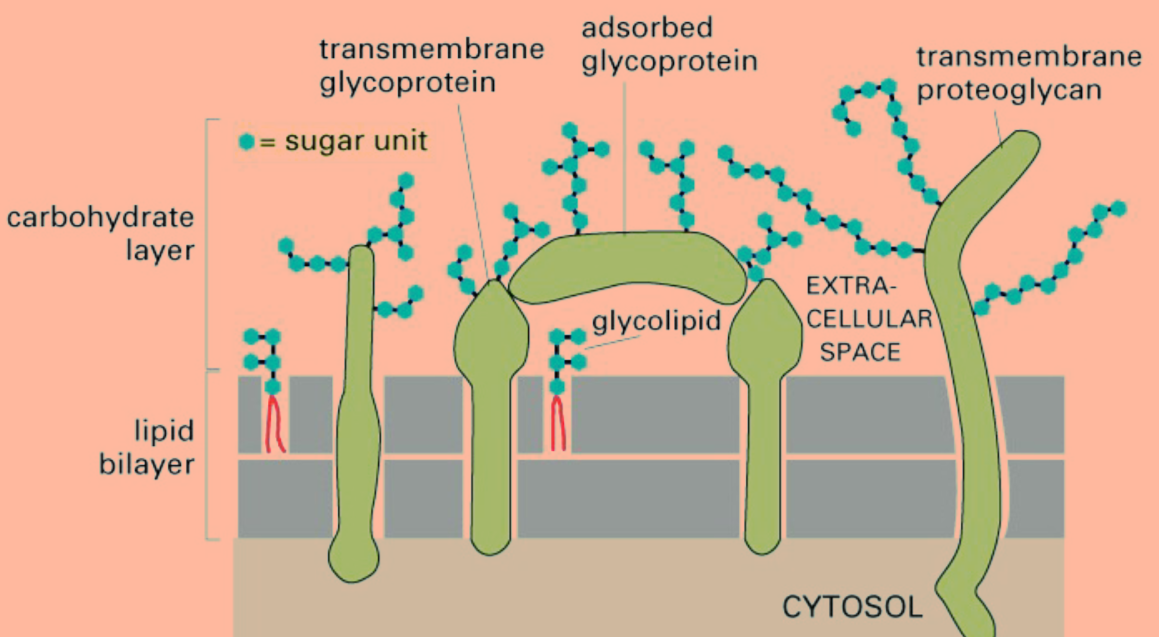 transmembrane
glycoprotein
adsorbed
glycoprotein
transmembrane
proteoglycan
= sugar unit
carbohydrate
layer
glycolipid
EXTRA-
CELLULAR
SPACE
lipid
bilayer
CYTOSOL